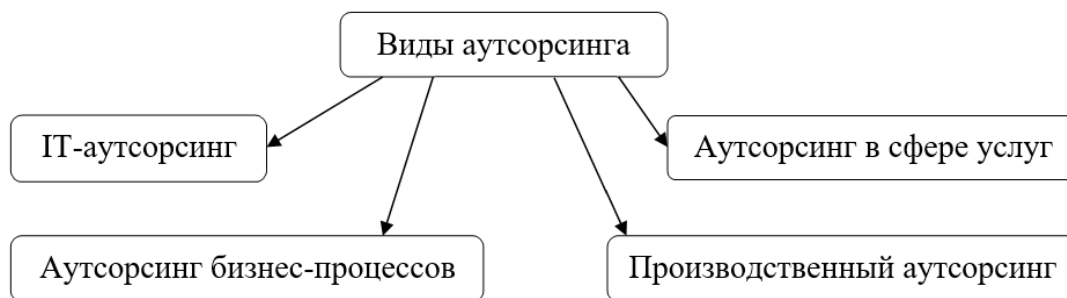 Виды аутсорсинга
IT-аутсорсинг
Аутсорсинг в сфере услуг
Аутсорсинг бизнес-процессов
Производственный аутсорсинг